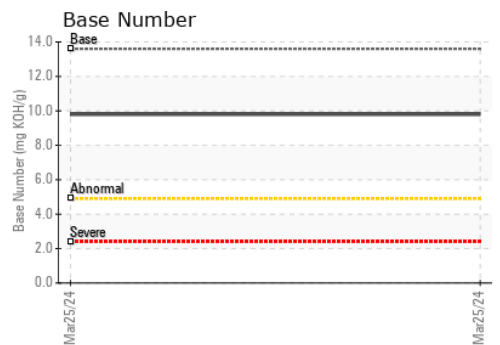 Base Number
Base Number (mg KOH/g)
14.0
12.0
10.0
8.0
6.0
4.0
2.0
0.0
Base
Abnormal
Severe
Mar25/24
Mar25/24